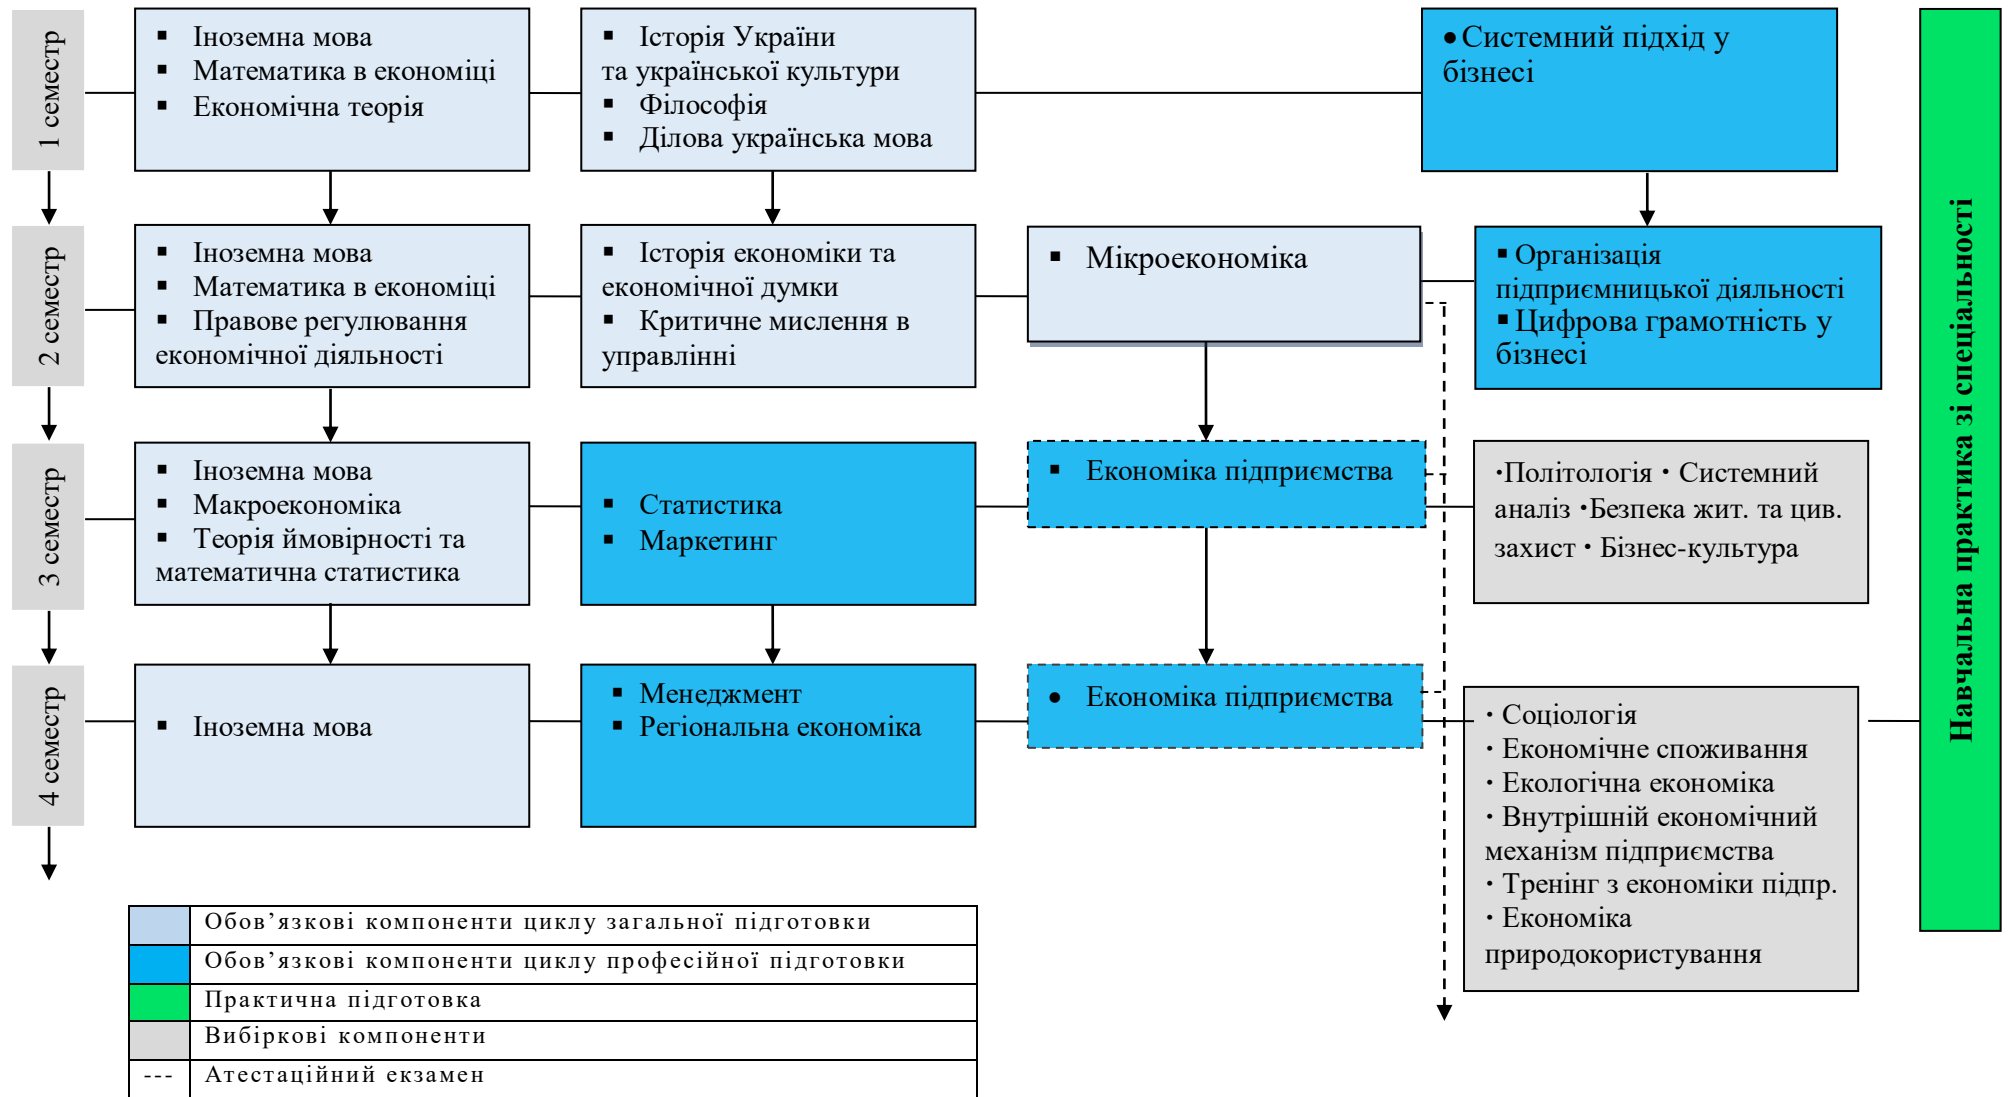 1 семестр
▪ Іноземна мова
▪ Математика в економіці
▪ Економічна теорія
▪ Історія України
та української культури
▪ Філософія
▪ Ділова українська мова
•Системний підхід у
бізнесі
2 семестр
▪ Іноземна мова
▪ Математика в економіці
▪ Правове регулювання
економічної діяльності
▪ Історія економіки та
економічної думки
▪ Критичне мислення в
управлінні
▪ Мікроекономіка
▪ Організація
підприємницької діяльності
▪ Цифрова грамотність у
бізнесі
3 семестр
▪ Іноземна мова
▪ Макроекономіка
▪ Теорія ймовірності та
математична статистика
▪ Статистика
▪ Маркетинг
▪ Економіка підприємства
·Політологія · Системний
аналіз ·Безпека жит. та цив.
захист · Бізнес-культура
4 семестр
▪ Іноземна мова
▪ Менеджмент
▪ Регіональна економіка
• Економіка підприємства
· Соціологія
· Економічне споживання
· Екологічна економіка
· Внутрішній економічний
механізм підприємства
· Тренінг з економіки підпр.
· Економіка
природокористування
Навчальна практика зі спеціальності
Обов’язкові компоненти циклу загальної підготовки
Обов’язкові компоненти циклу професійної підготовки
Практична підготовка
Вибіркові компоненти
--- Атестаційний екзамен